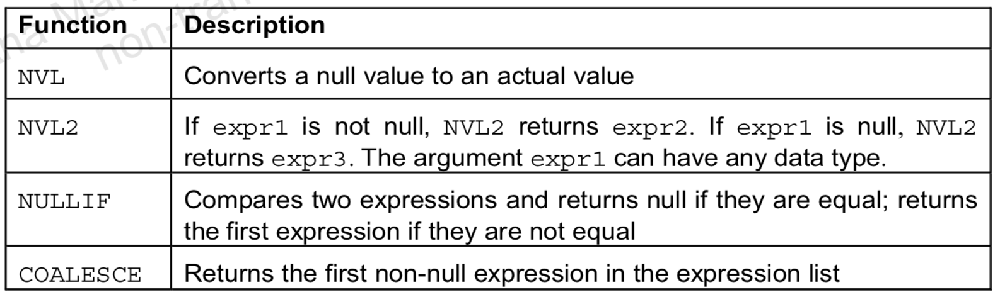 Function Description
NVL Converts a null value to an actual value
NVL2 If expr1 is not null, NVL2 returns expr2. If expr1 is null, NVL2
returns expr3. The argument expr1 can have any data type.
NULLIF Compares two expressions and returns null if they are equal; returns
the first expression if they are not equal
COALESCE Returns the first non-null expression in the expression list